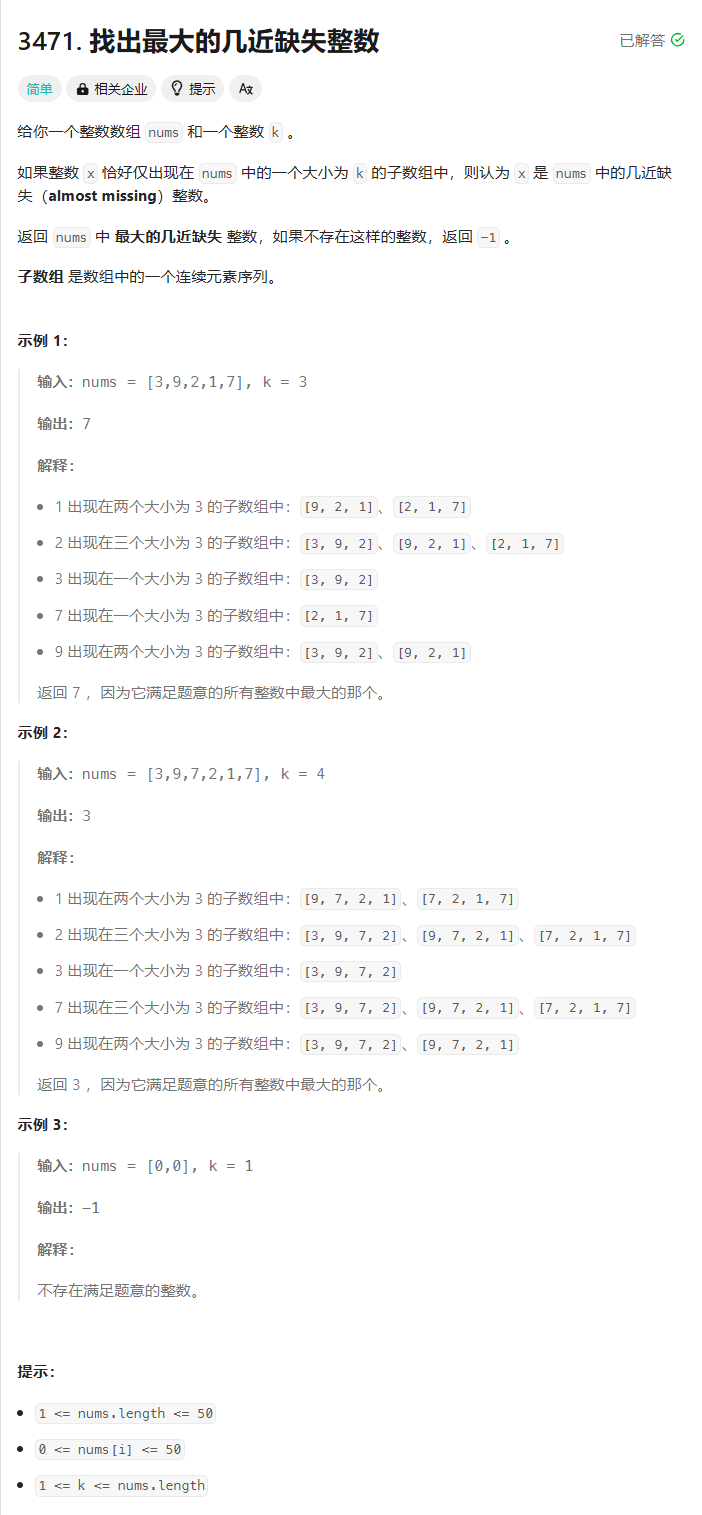 3471. 找出最大的几近缺失整数
已解答
简单 相关企业 提示
给你一个整数数组 nums 和一个整数 k 。
如果整数 x 恰好仅出现在 nums 中的一个大小为 k 的子数组中，则认为 x 是 nums 中的几近缺
失（almost missing）整数。
返回 nums 中 最大的几近缺失 整数，如果不存在这样的整数，返回 -1 。
子数组 是数组中的一个连续元素序列。
示例 1：
输入：nums = [3,9,2,1,7], k = 3
输出：7
解释：
1 出现在两个大小为 3 的子数组中：[9, 2, 1]、[2, 1, 7]
2 出现在三个大小为 3 的子数组中：[3, 9, 2]、[9, 2, 1]、[2, 1, 7]
3 出现在一个大小为 3 的子数组中：[3, 9, 2]
7 出现在一个大小为 3 的子数组中：[2, 1, 7]
9 出现在两个大小为 3 的子数组中：[3, 9, 2]、[9, 2, 1]
返回 7 ，因为它满足题意的所有整数中最大的那个。
示例 2：
输入：nums = [3,9,7,2,1,7], k = 4
输出：3
解释：
1 出现在两个大小为 3 的子数组中：[9, 7, 2, 1]、[7, 2, 1, 7]
2 出现在三个大小为 3 的子数组中：[3, 9, 7, 2]、[9, 7, 2, 1]、[7, 2, 1, 7]
3 出现在一个大小为 3 的子数组中：[3, 9, 7, 2]
7 出现在三个大小为 3 的子数组中：[3, 9, 7, 2]、[9, 7, 2, 1]、[7, 2, 1, 7]
9 出现在两个大小为 3 的子数组中：[3, 9, 7, 2]、[9, 7, 2, 1]
返回 3 ，因为它满足题意的所有整数中最大的那个。
示例 3：
输入：nums = [0,0], k = 1
输出：-1
解释：
不存在满足题意的整数。
提示：
1 <= nums.length <= 50
0 <= nums[i] <= 50
1 <= k <= nums.length